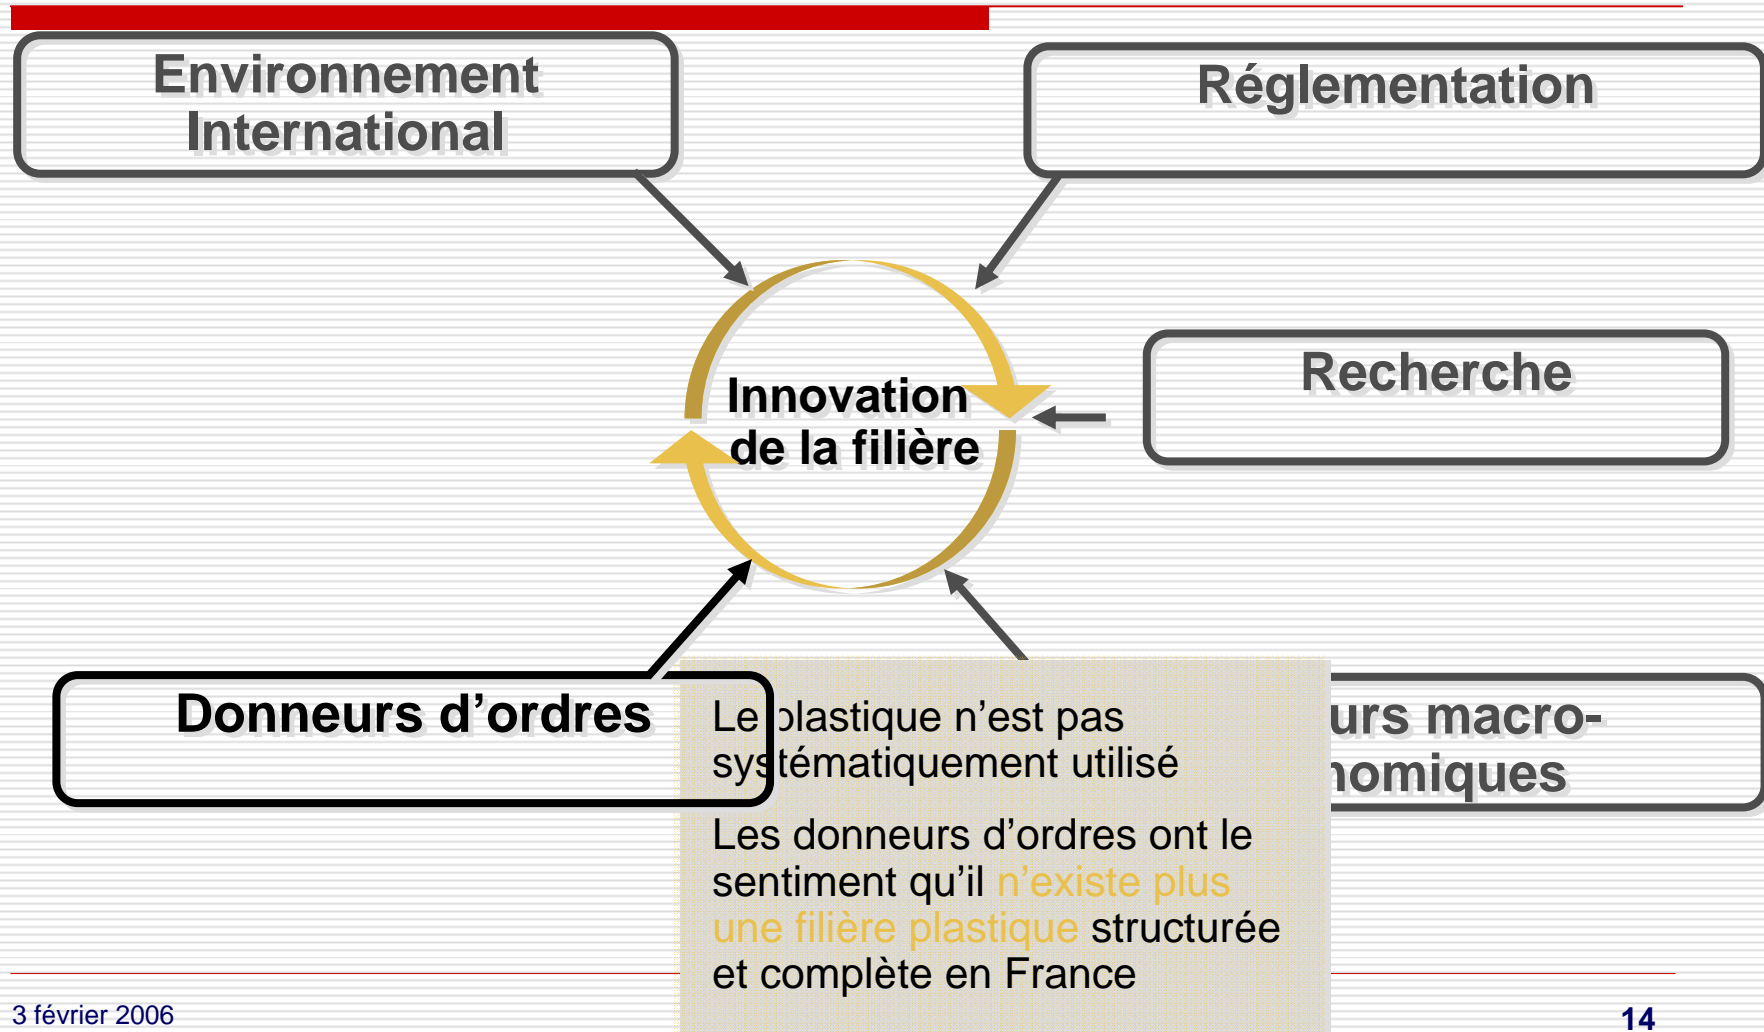 Environnement
International
Réglementation
Recherche
Innovation
de la filière
Donneurs d’ordres
Le plastique n’est pas
systématiquement utilisé
Les donneurs d’ordres ont le
sentiment qu’il n’existe plus
une filière plastique structurée
et complète en France
urs macro-
nomiques
3 février 2006
14